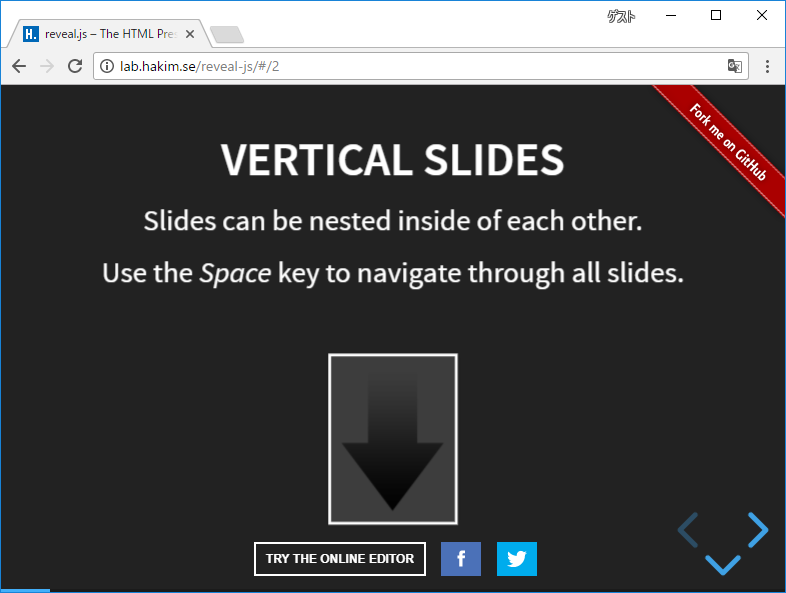 ゲスト
H. reveal.js – The HTML Pres
lab.hakim.se/reveal-js/#/2
Fork me on GitHub
VERTICAL SLIDES
Slides can be nested inside of each other.
Use the Space key to navigate through all slides.
TRY THE ONLINE EDITOR
f